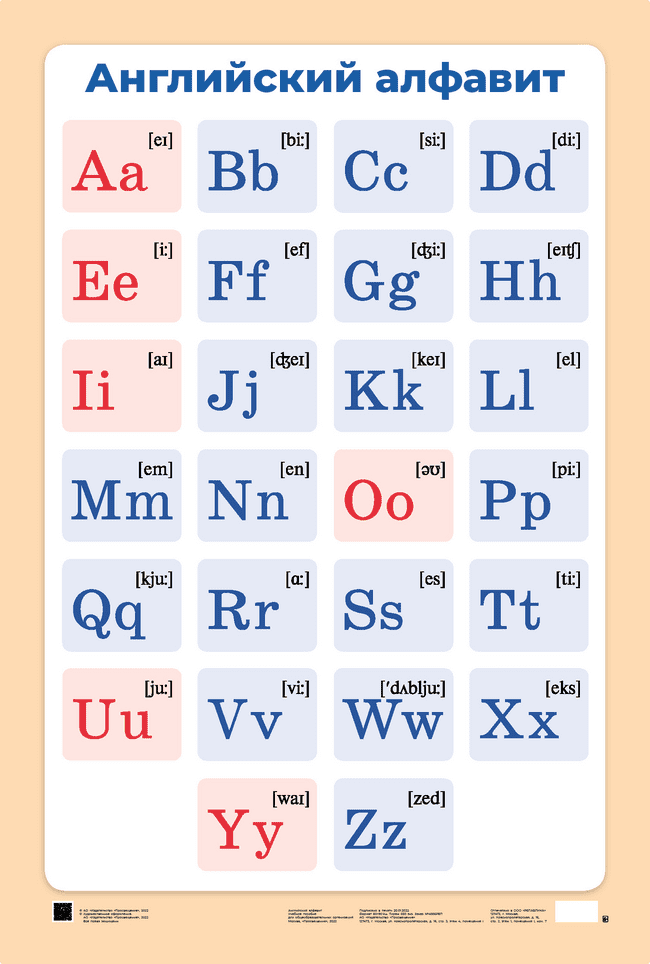 Английский алфавит
[eɪ] [biː] [siː] [diː]
Aa Bb Cc Dd
[iː] [ef] [ʤiː] [eɪʧ]
Ee Ff Gg Hh
[aɪ] [ʤeɪ] [keɪ] [el]
Ii Jj Kk Ll
[em] [en] [əʊ] [piː]
Mm Nn Oo Pp
[kjuː] [ɑː] [es] [tiː]
Qq Rr Ss Tt
[juː] [viː] [ʹdʌbljuː] [eks]
Uu Vv Ww Xx
[waɪ] [zed]
Yy Zz